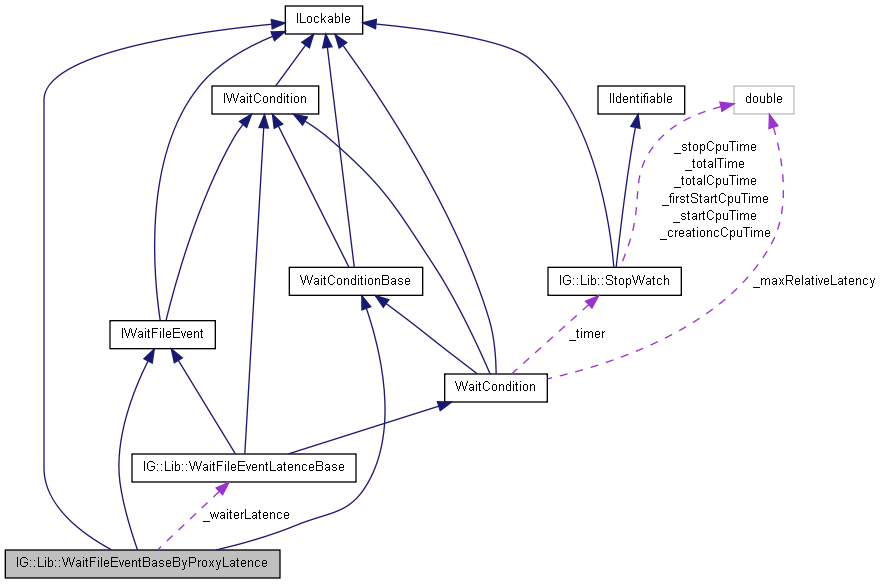 ILockable
IWaitCondition
IIdentifiable
double
_stopCpuTime
_totalTime
_totalCpuTime
_firstStartCpuTime
_startCpuTime
_creationcCpuTime
WaitConditionBase
IG::Lib::StopWatch
_maxRelativeLatency
IWaitFileEvent
_timer
WaitCondition
IG::Lib::WaitFileEventLatenceBase
_waiterLatence
IG::Lib::WaitFileEventBaseByProxyLatence